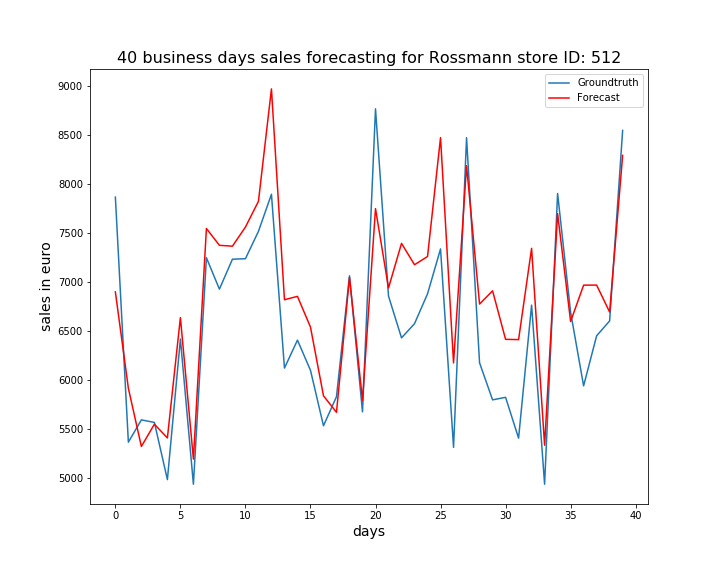 40 business days sales forecasting for Rossmann store ID: 512
Groundtruth
Forecast
9000
8500
8000
7500
7000
6500
6000
5500
5000
sales in euro
0 5 10 15 20 25 30 35 40
days